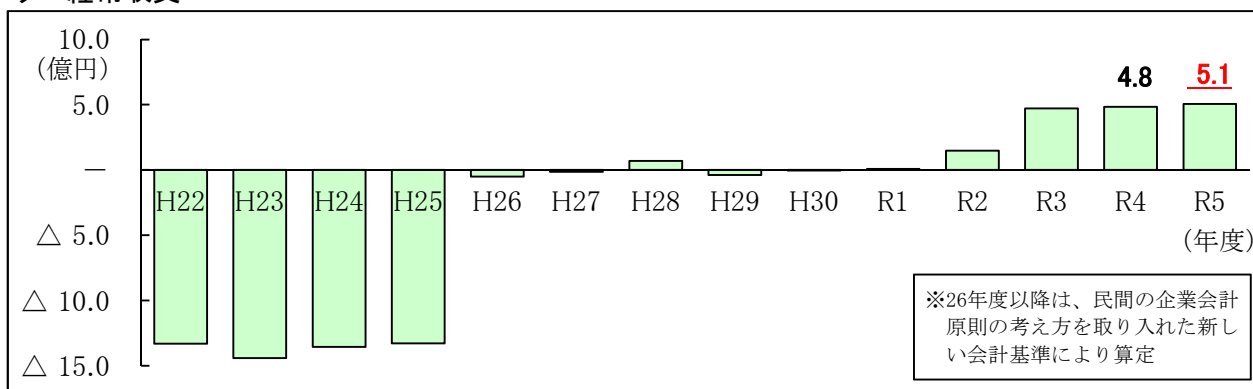 10.0
(億円)
4.8 5.1
5.0
―
H22 H23 H24 H25 H26 H27 H28 H29 H30 R1 R2 R3 R4 R5
△ 5.0
(年度)
△ 10.0
△ 15.0
※26年度以降は、民間の企業会計
原則の考え方を取り入れた新し
い会計基準により算定